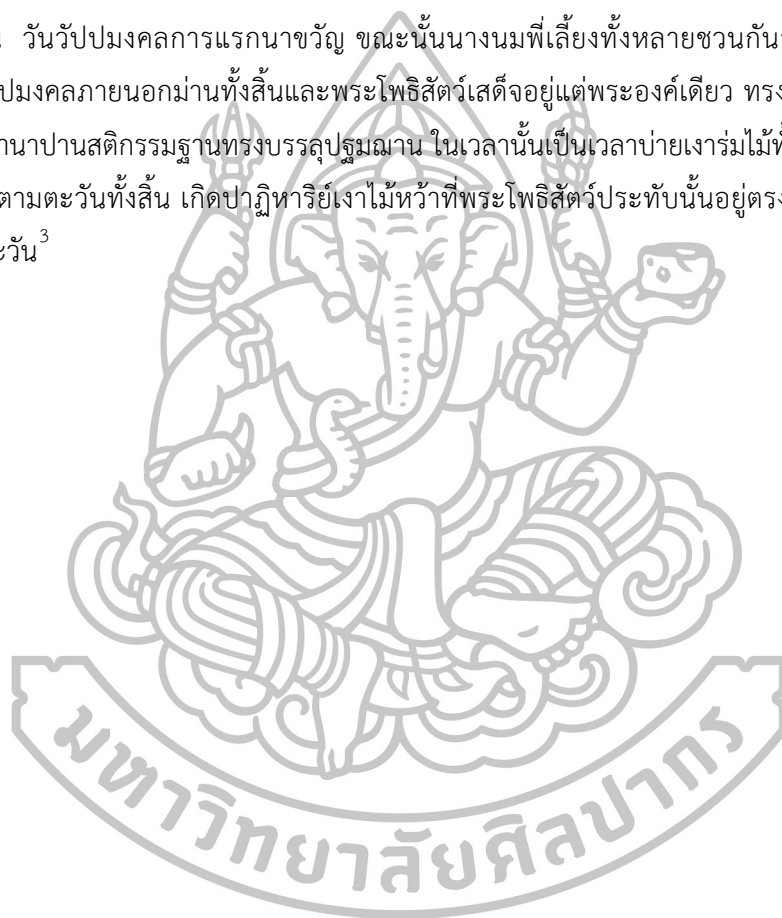 วันวัปปมงคลการแรกนาขวัญ ขณะนั้นนางนมพี่เลี้ยงทั้งหลายชวนกัน
ปมงคลภายนอกม่านทั้งสิ้นและพระโพธิสัตว์เสด็จอยู่แต่พระองค์เดียว ทรง
านาปานสติกรรมฐานทรงบรรลุปฐมฌาน ในเวลานั้นเป็นเวลาบ่ายเงาร่มไม้ทั้
ตามตะวันทั้งสิ้น เกิดปาฏิหาริย์เงาไม้หว้าที่พระโพธิสัตว์ประทับนั้นอยู่ตรง
ะวัน3
มหาวิทยาลัยศิลปากร